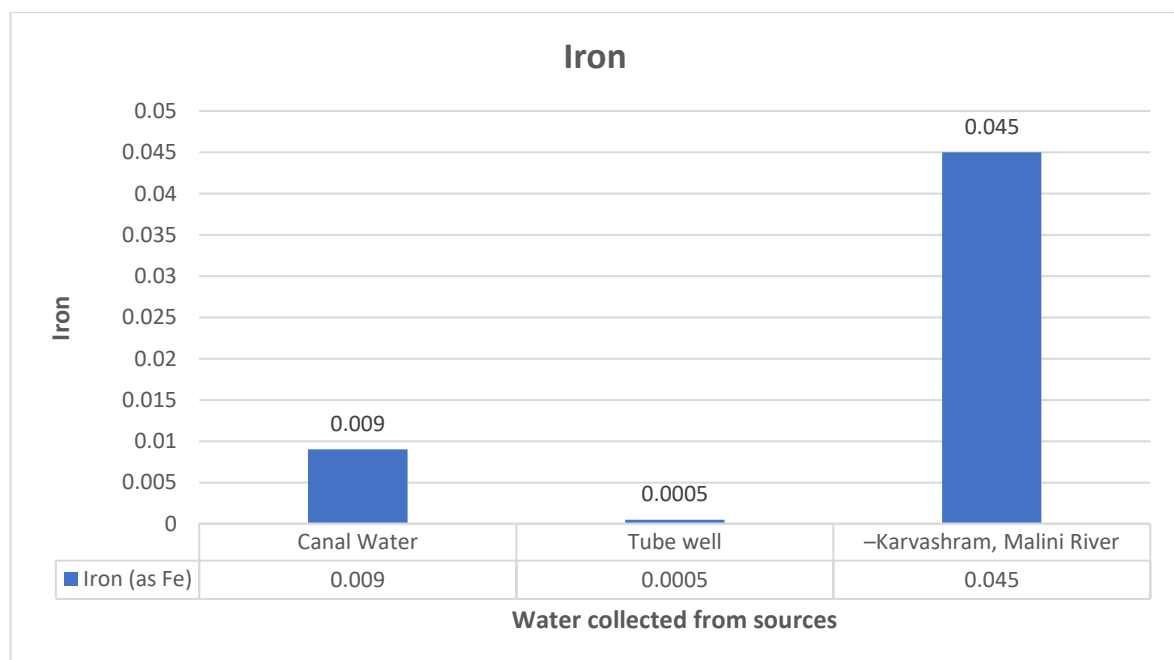 Iron
0.05
0.045
0.045
0.04
0.035
0.03
0.025
0.02
0.015
0.009
0.01
0.005
0.0005
0
Iron
Canal Water Tube well –Karvashram, Malini River
Iron (as Fe) 0.009 0.0005 0.045
Water collected from sources